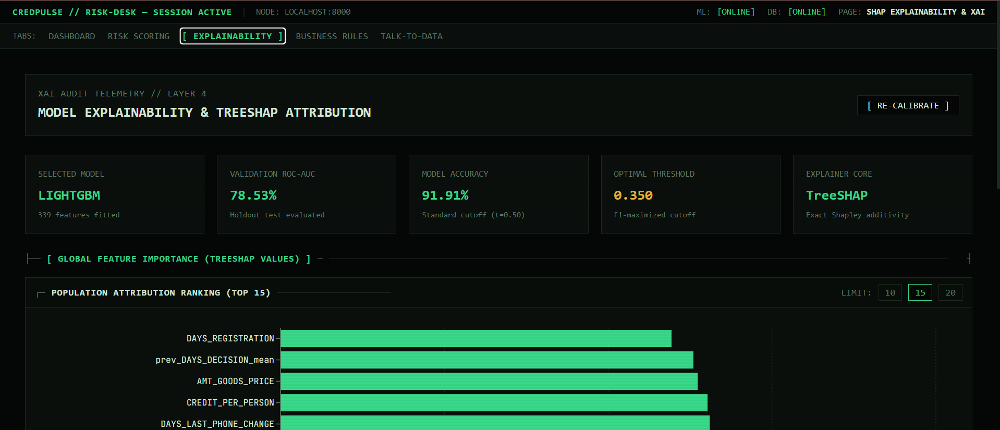 CREDPULSE // RISK-DESK — SESSION ACTIVE NODE: LOCALHOST:8000 ML: [ONLINE] DB: [ONLINE] PAGE: SHAP EXPLAINABILITY & XAI
TABS: DASHBOARD RISK SCORING [ EXPLAINABILITY ] BUSINESS RULES TALK-TO-DATA
XAI AUDIT TELEMETRY // LAYER 4
MODEL EXPLAINABILITY & TREESHAP ATTRIBUTION
[ RE-CALIBRATE ]
SELECTED MODEL
LIGHTGBM
339 features fitted
VALIDATION ROC-AUC
78.53%
Holdout test evaluated
MODEL ACCURACY
91.91%
Standard cutoff (t=0.50)
OPTIMAL THRESHOLD
0.350
F1-maximized cutoff
EXPLAINER CORE
TreeSHAP
Exact Shapley additivity
[ GLOBAL FEATURE IMPORTANCE (TREESHAP VALUES) ]
POPULATION ATTRIBUTION RANKING (TOP 15) LIMIT: 10 15 20
DAYS_REGISTRATION
prev_DAYS_DECISION_mean
AMT_GOODS_PRICE
CREDIT_PER_PERSON
DAYS_LAST_PHONE_CHANGE